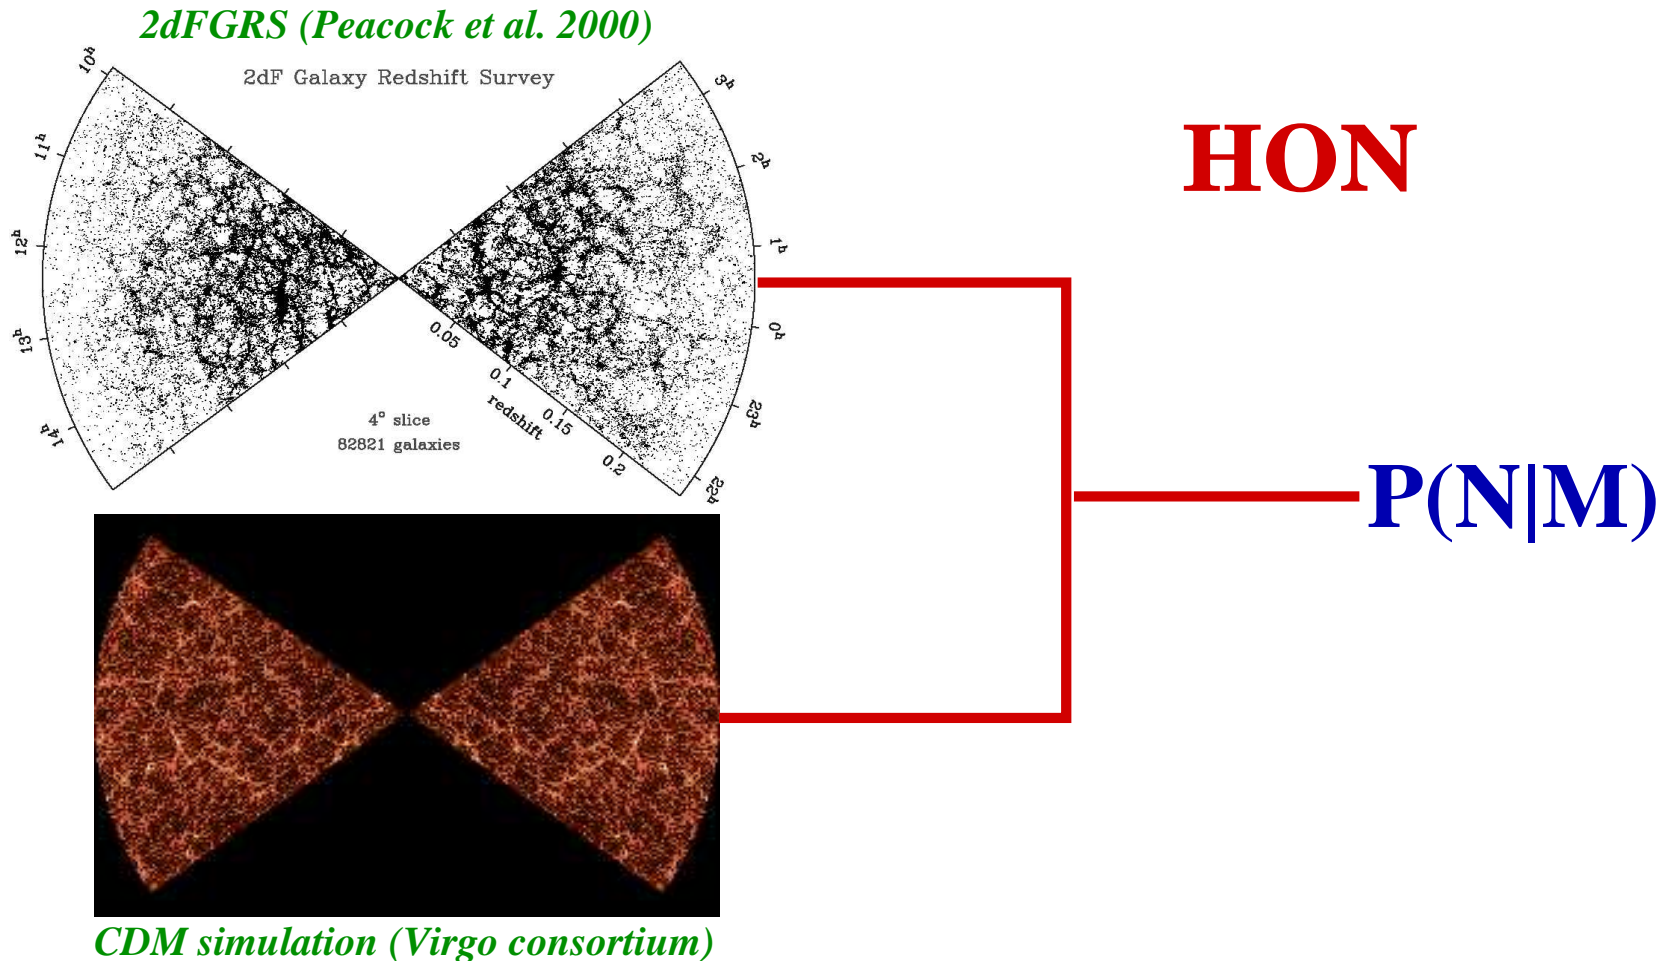 2dFGRS (Peacock et al. 2000)
2dF Galaxy Redshift Survey
HON
10ʰ
11ʰ
12ʰ
13ʰ
14ʰ
3ʰ
2ʰ
1ʰ
0ʰ
23ʰ
22ʰ
0.05
0.1
0.15
0.2
redshift
4° slice
82821 galaxies
P(N|M)
CDM simulation (Virgo consortium)